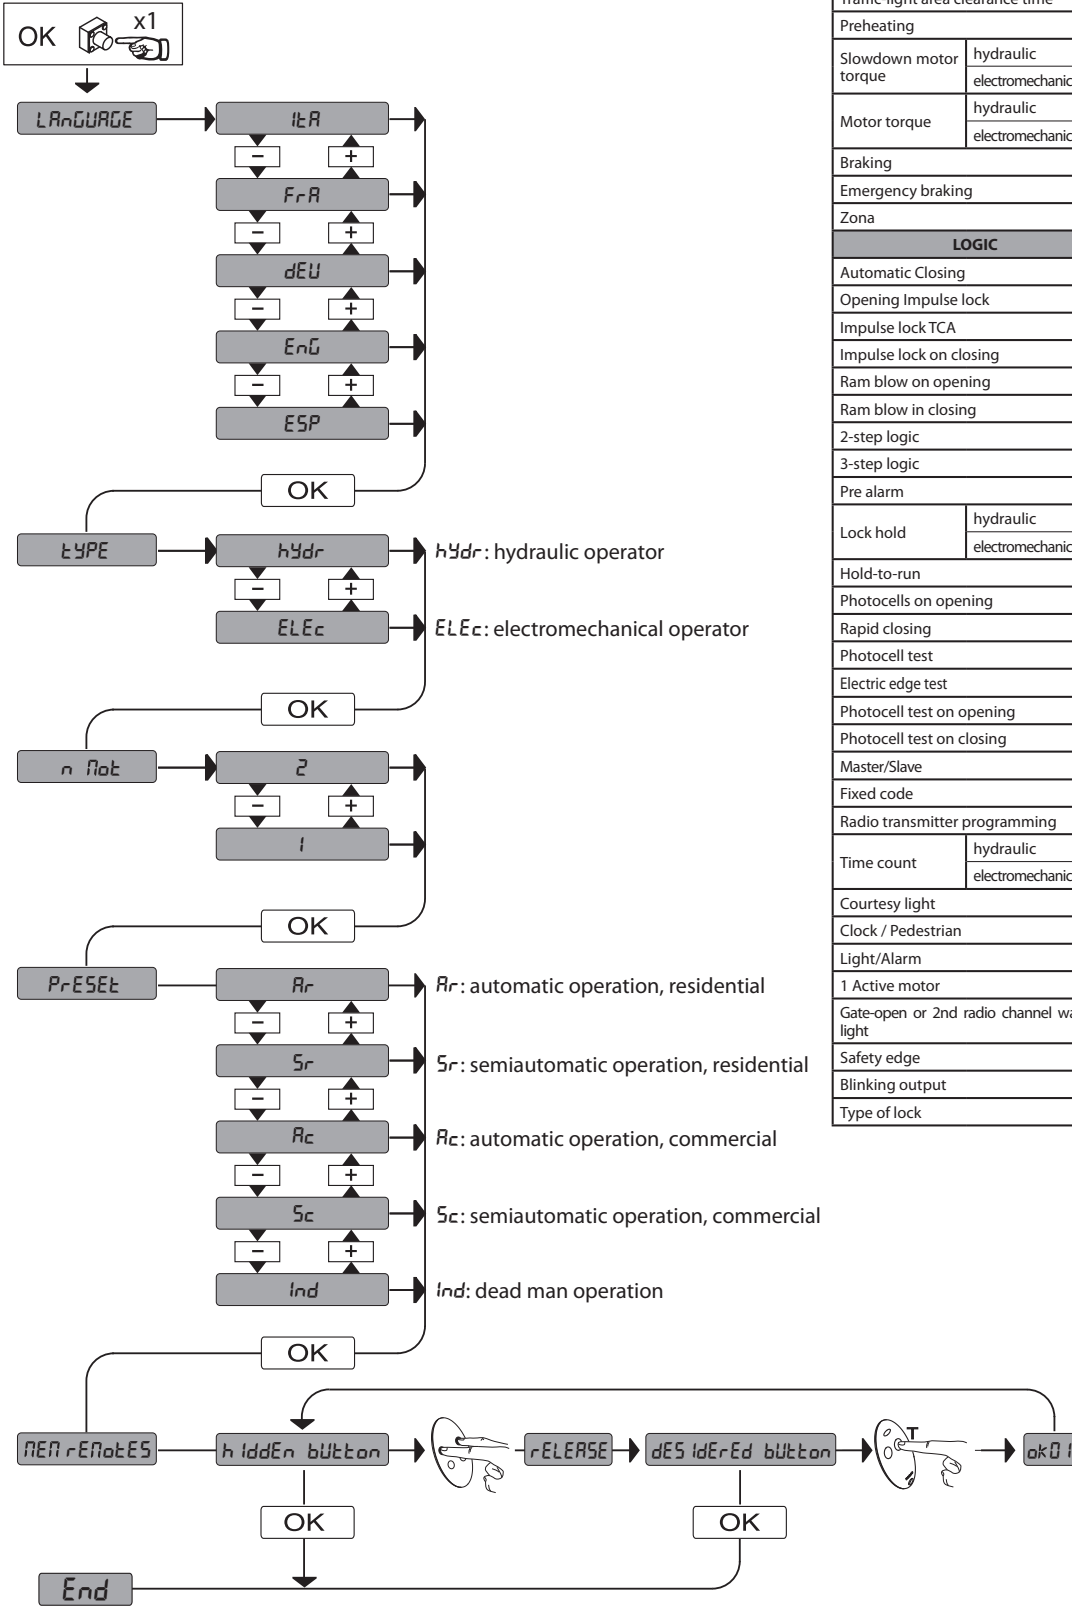 OK x1
LAnGUAGE
ItA
- +
FrA
- +
dEU
- +
EnG
- +
ESP
OK
tYPE
hYdr
hYdr: hydraulic operator
- +
ELEc
ELEc: electromechanical operator
OK
n Mot
2
- +
1
OK
PrESEt
Ar
Ar: automatic operation, residential
- +
Sr
Sr: semiautomatic operation, residential
- +
Ac
Ac: automatic operation, commercial
- +
Sc
Sc: semiautomatic operation, commercial
- +
Ind
Ind: dead man operation
OK
MEM rEMotES
hIddEn bUtton
rELEASE
dESIdErEd bUtton
T
ok01
OK
OK
End
Traffic-light area clearance time
Preheating
Slowdown motor torque
hydraulic
electromechanic
Motor torque
hydraulic
electromechanic
Braking
Emergency braking
Zona
LOGIC
Automatic Closing
Opening Impulse lock
Impulse lock TCA
Impulse lock on closing
Ram blow on opening
Ram blow in closing
2-step logic
3-step logic
Pre alarm
Lock hold
hydraulic
electromechanic
Hold-to-run
Photocells on opening
Rapid closing
Photocell test
Electric edge test
Photocell test on opening
Photocell test on closing
Master/Slave
Fixed code
Radio transmitter programming
Time count
hydraulic
electromechanic
Courtesy light
Clock / Pedestrian
Light/Alarm
1 Active motor
Gate-open or 2nd radio channel wa
light
Safety edge
Blinking output
Type of lock